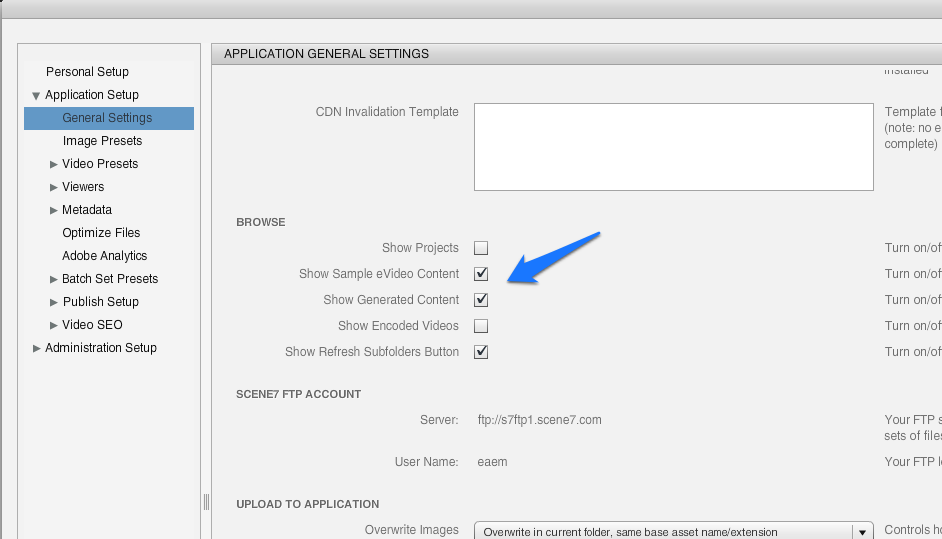 APPLICATION GENERAL SETTINGS
Personal Setup
Application Setup
General Settings
Image Presets
Video Presets
Viewers
Metadata
Optimize Files
Adobe Analytics
Batch Set Presets
Publish Setup
Video SEO
Administration Setup
installed
CDN Invalidation Template
Template f
(note: no e
complete)
BROWSE
Show Projects
Turn on/of
Show Sample eVideo Content
Turn on/of
Show Generated Content
Turn on/of
Show Encoded Videos
Turn on/of
Show Refresh Subfolders Button
Turn on/of
SCENE7 FTP ACCOUNT
Server: ftp://s7ftp1.scene7.com
Your FTP s
sets of files
User Name: eaem
Your FTP l
UPLOAD TO APPLICATION
Overwrite Images
Overwrite in current folder, same base asset name/extension
Controls h